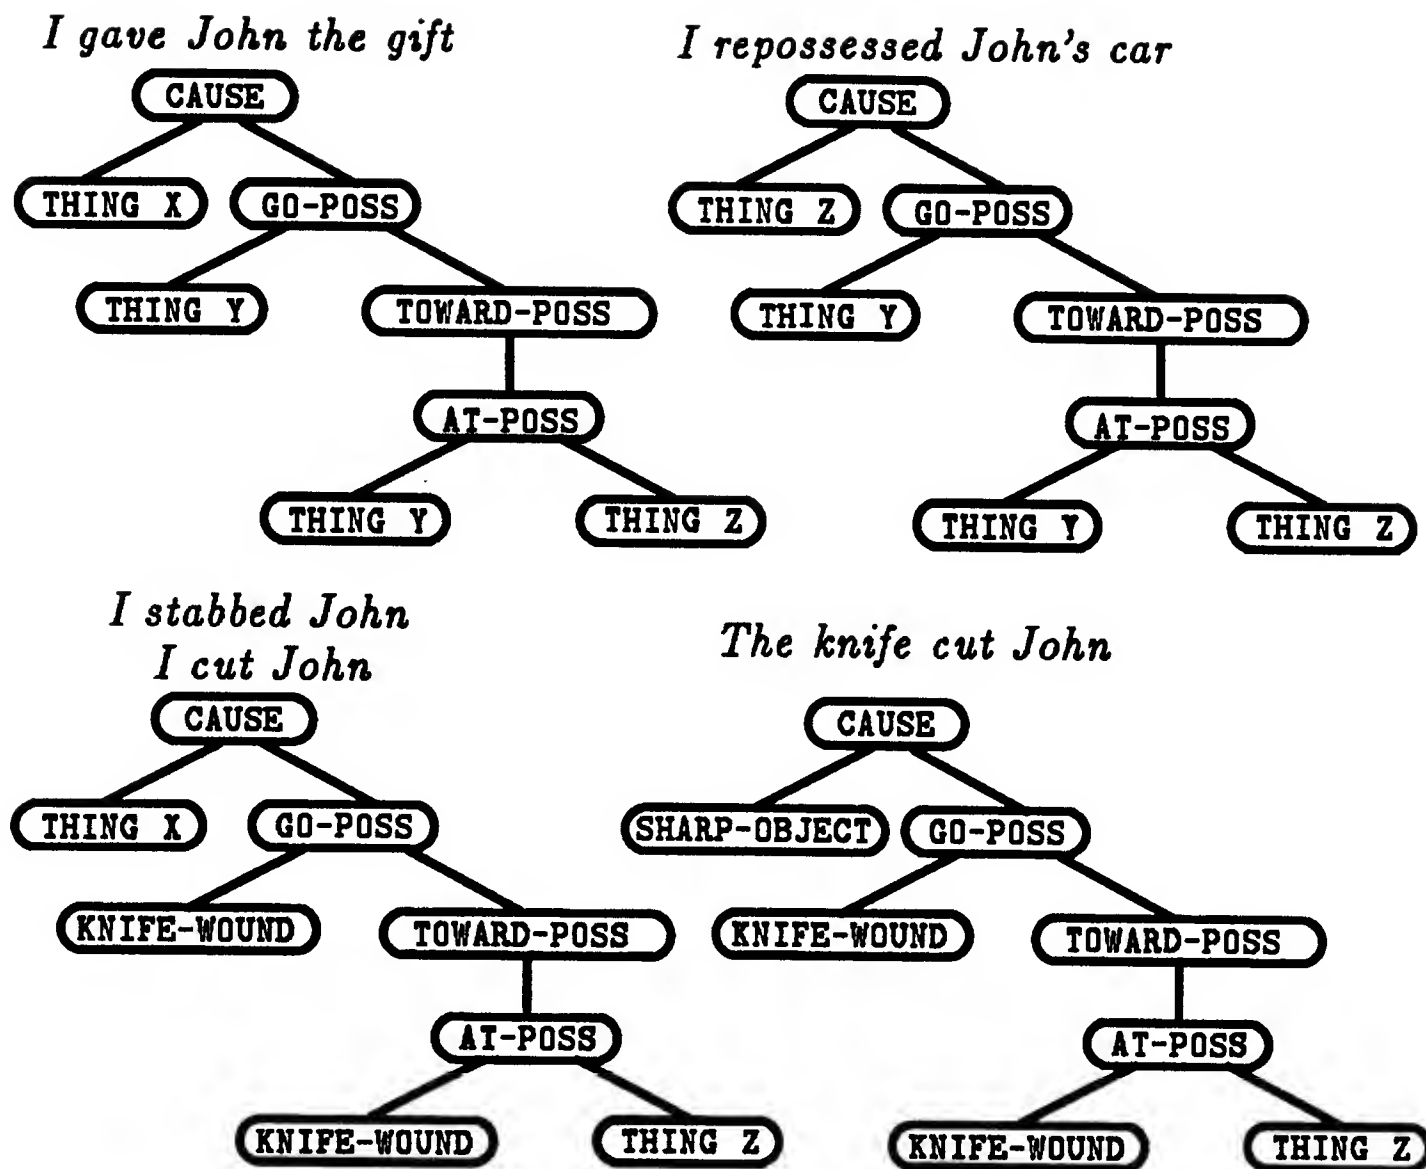 I gave John the gift
CAUSE
THING X GO-POSS
THING Y TOWARD-POSS
AT-POSS
THING Y THING Z
I repossessed John's car
CAUSE
THING Z GO-POSS
THING Y TOWARD-POSS
AT-POSS
THING Y THING Z
I stabbed John
I cut John
CAUSE
THING X GO-POSS
KNIFE-WOUND TOWARD-POSS
AT-POSS
KNIFE-WOUND THING Z
The knife cut John
CAUSE
SHARP-OBJECT GO-POSS
KNIFE-WOUND TOWARD-POSS
AT-POSS
KNIFE-WOUND THING Z